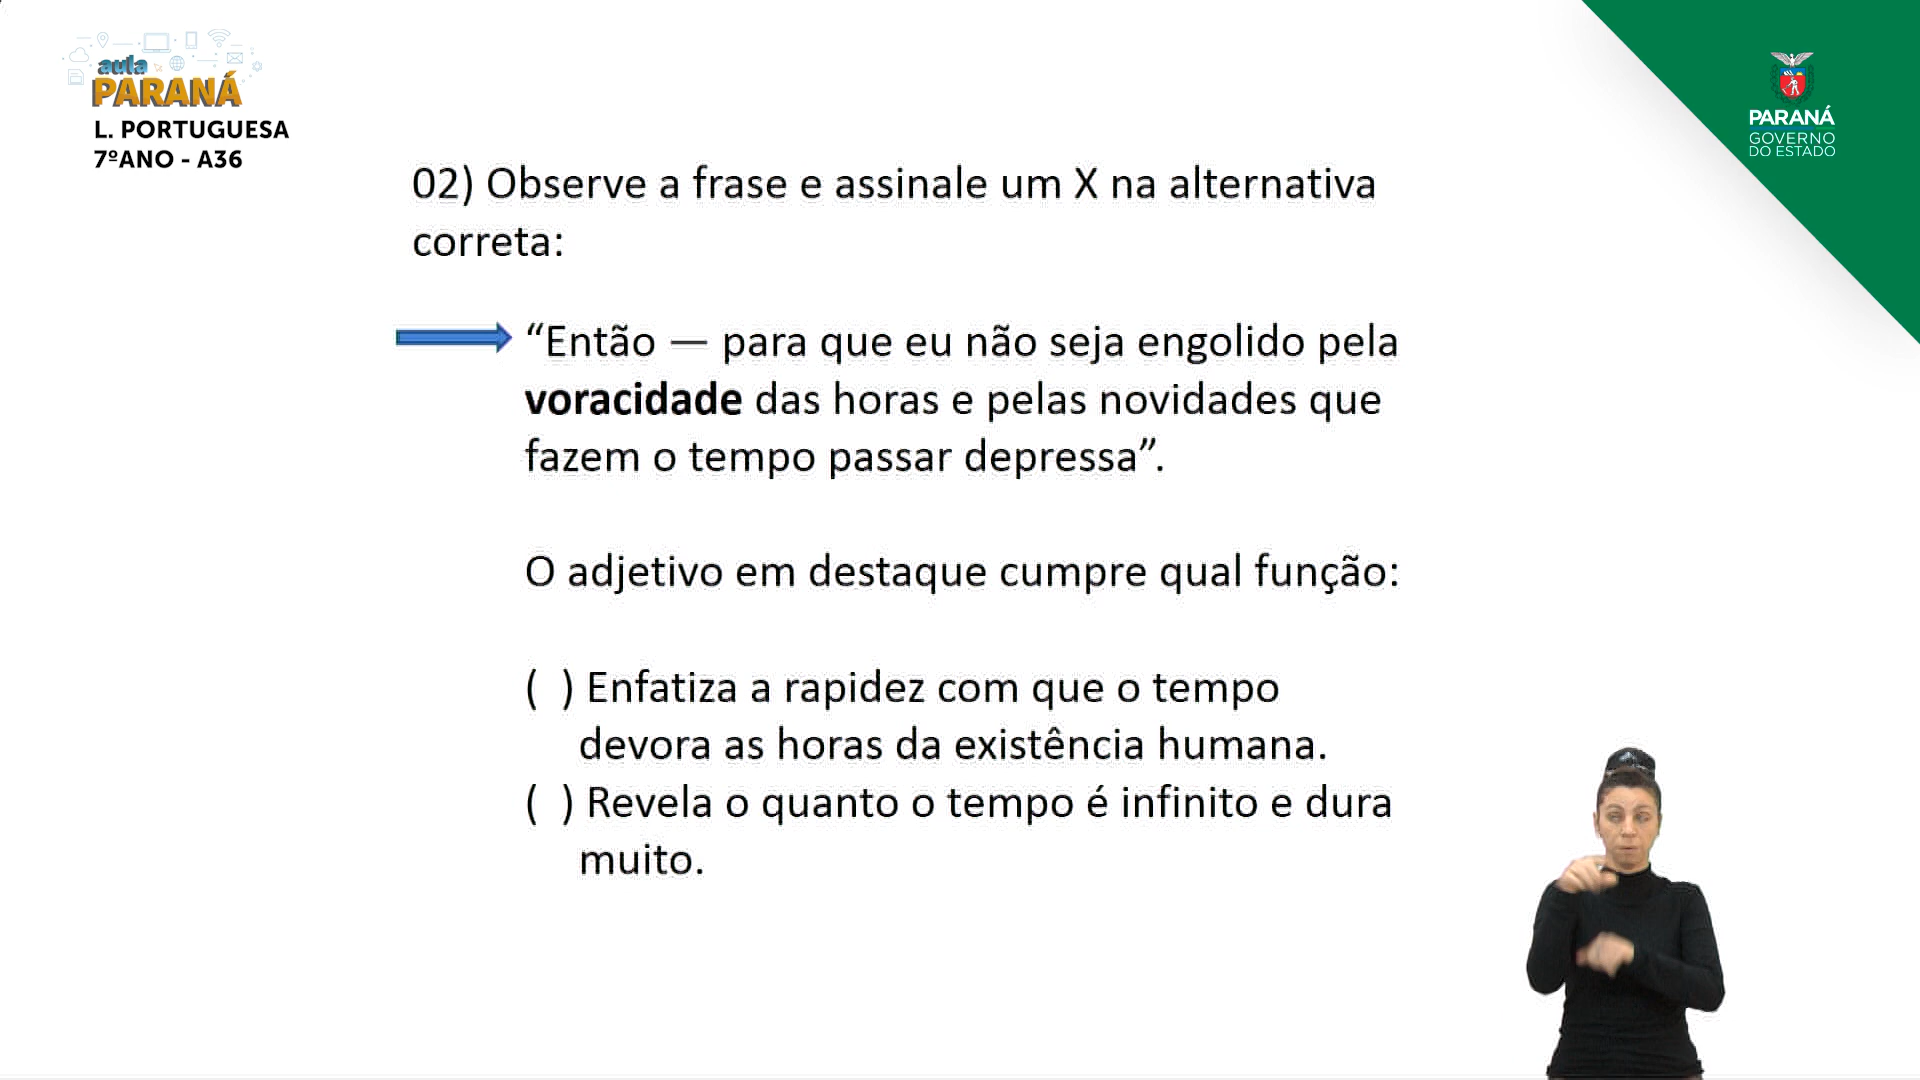 aula
PARANÁ
L. PORTUGUESA
7ºANO - A36
PARANÁ
GOVERNO
DO ESTADO
02) Observe a frase e assinale um X na alternativa
correta:
“Então — para que eu não seja engolido pela
voracidade das horas e pelas novidades que
fazem o tempo passar depressa”.
O adjetivo em destaque cumpre qual função:
( ) Enfatiza a rapidez com que o tempo
devora as horas da existência humana.
( ) Revela o quanto o tempo é infinito e dura
muito.